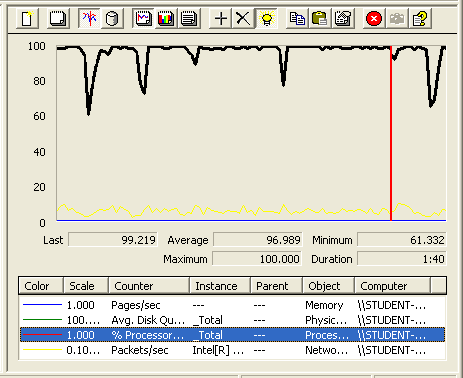 100
80
60
40
20
0
Last 99.219 Average 96.989 Minimum 61.332
Maximum 100.000 Duration 1:40
Color Scale Counter Instance Parent Object Computer
1.000 Pages/sec --- --- Memory \\STUDENT-...
100.... Avg. Disk Qu... _Total --- Physic... \\STUDENT-...
1.000 % Processor... _Total --- Proces... \\STUDENT-...
0.10... Packets/sec Intel[R] ... --- Netwo... \\STUDENT-...